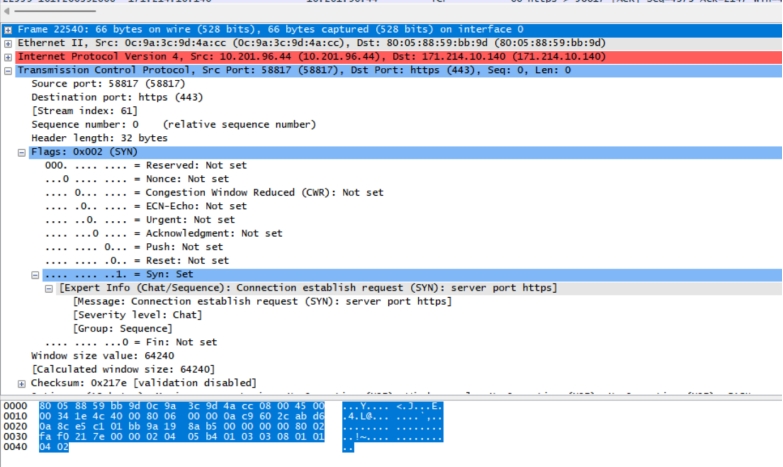 Frame 22540: 66 bytes on wire (528 bits), 66 bytes captured (528 bits) on interface 0
Ethernet II, Src: 0c:9a:3c:9d:4a:cc (0c:9a:3c:9d:4a:cc), Dst: 80:05:88:59:bb:9d (80:05:88:59:bb:9d)
Internet Protocol Version 4, Src: 10.201.96.44 (10.201.96.44), Dst: 171.214.10.140 (171.214.10.140)
Transmission Control Protocol, Src Port: 58817 (58817), Dst Port: https (443), Seq: 0, Len: 0
Source port: 58817 (58817)
Destination port: https (443)
[Stream index: 61]
Sequence number: 0    (relative sequence number)
Header length: 32 bytes
Flags: 0x002 (SYN)
000. .... .... = Reserved: Not set
...0 .... .... = Nonce: Not set
.... 0... .... = Congestion Window Reduced (CWR): Not set
.... .0.. .... = ECN-Echo: Not set
.... ..0. .... = Urgent: Not set
.... ...0 .... = Acknowledgment: Not set
.... .... 0... = Push: Not set
.... .... .0.. = Reset: Not set
.... .... ..1. = Syn: Set
[Expert Info (Chat/Sequence): Connection establish request (SYN): server port https]
[Message: Connection establish request (SYN): server port https]
[Severity level: Chat]
[Group: Sequence]
.... .... ...0 = Fin: Not set
Window size value: 64240
[Calculated window size: 64240]
Checksum: 0x217e [validation disabled]
0000 80 05 88 59 bb 9d 0c 9a 3c 9d 4a cc 08 00 45 00 ...Y.... <.J...E.
0010 00 34 1e 4c 40 00 80 06 00 00 0a c9 60 2c ab d6 .4.L@... ....`,..
0020 0a 8c e5 c1 01 bb 9a 19 8a b5 00 00 00 00 80 02 ........ ........
0030 fa f0 21 7e 00 00 02 04 05 b4 01 03 03 08 01 01 ..!~.... ........
0040 04 02 ..